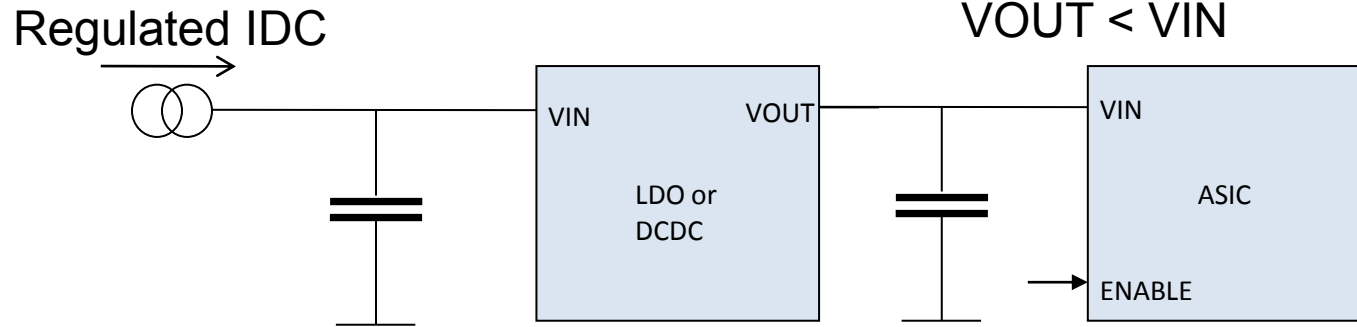 Regulated IDC
VOUT < VIN
VIN
VOUT
LDO or
DCDC
VIN
ASIC
ENABLE